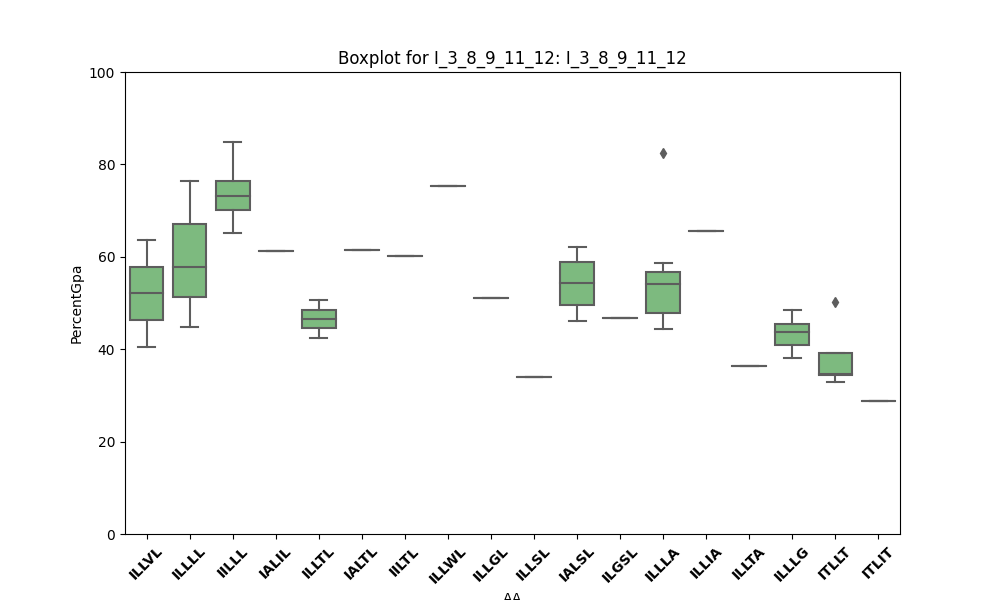 Boxplot for I_3_8_9_11_12: I_3_8_9_11_12
100
80
60
40
20
0
PercentGpa
ILLVL ILLLL IILLL IALIL ILLTL IALTL IILTL ILLWL ILLGL ILLSL IALSL ILGSL ILLLA ILLIA ILLTA ILLLG ITLLT ITLIT
AA